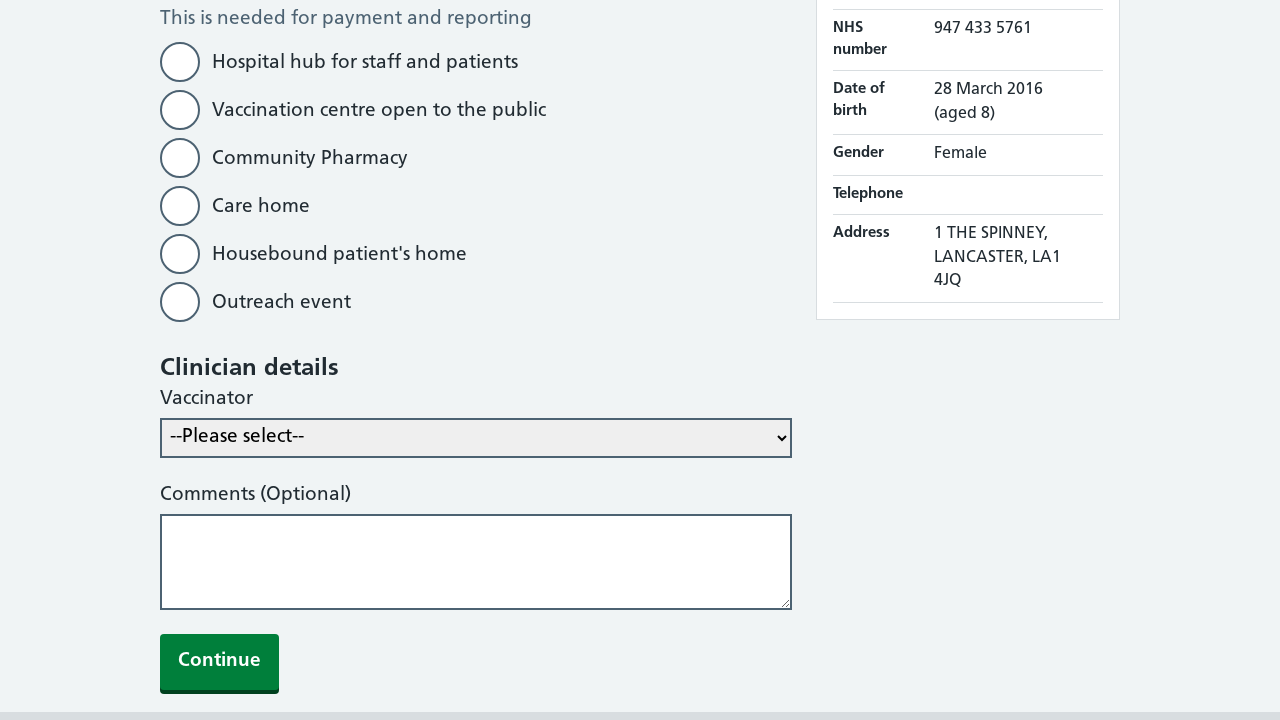 This is needed for payment and reporting
Hospital hub for staff and patients
Vaccination centre open to the public
Community Pharmacy
Care home
Housebound patient's home
Outreach event
Clinician details
Vaccinator
--Please select--
Comments (Optional)
Continue
NHS number
947 433 5761
Date of birth
28 March 2016
(aged 8)
Gender
Female
Telephone
Address
1 THE SPINNEY,
LANCASTER, LA1
4JQ